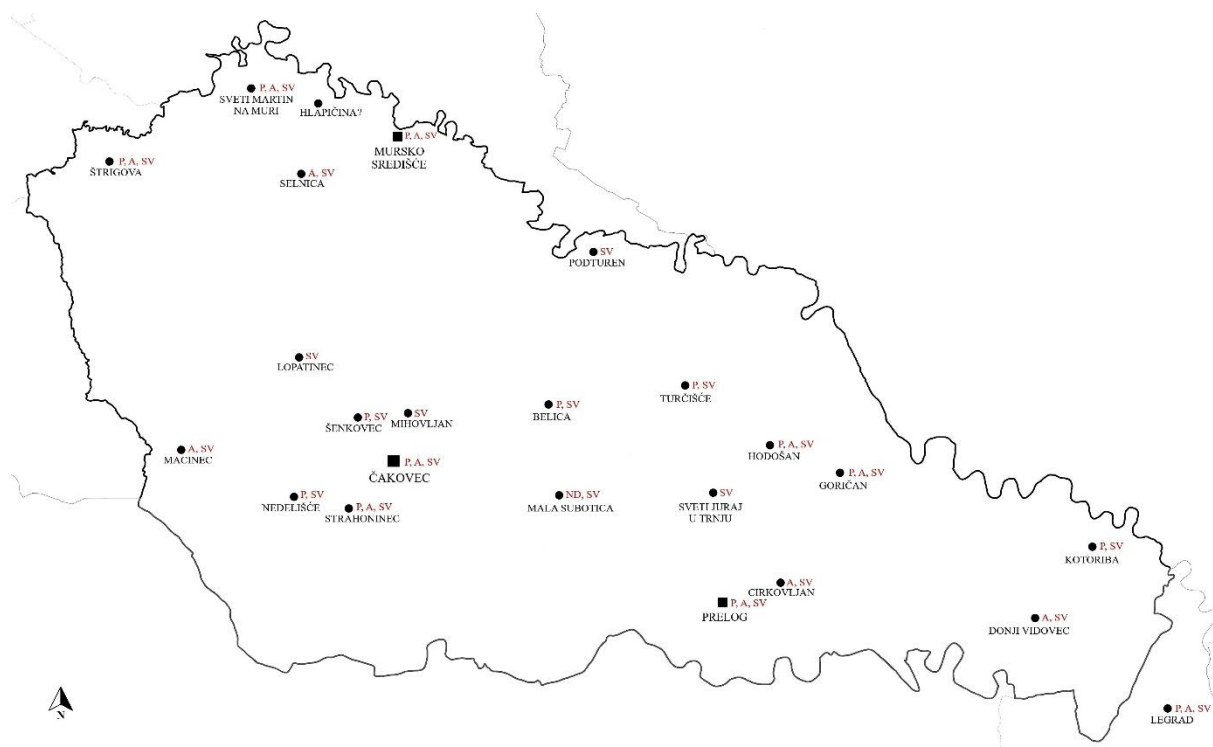 P, A, SV
SVETI MARTIN
NA MURI
HLAPIČINA?
P, A, SV
MURSKO
SREDIŠĆE
P, A, SV
ŠTRIGOVA
A, SV
SELNICA
SV
PODTUREN
SV
LOPATINEC
P, SV
TURČIŠĆE
P, SV
BELICA
P, SV
ŠENKOVEC
SV
MIHOVLJAN
A, SV
MACINEC
P, A, SV
ČAKOVEC
P, A, SV
HODOŠAN
P, A, SV
GORIČAN
P, SV
NEDELIŠĆE
P, A, SV
STRAHONINEC
ND, SV
MALA SUBOTICA
SV
SVETI JURAJ
U TRNJU
P, SV
KOTORIBA
A, SV
CIRKOVLJAN
P, A, SV
PRELOG
A, SV
DONJI VIDOVEC
P, A, SV
LEGRAD
N